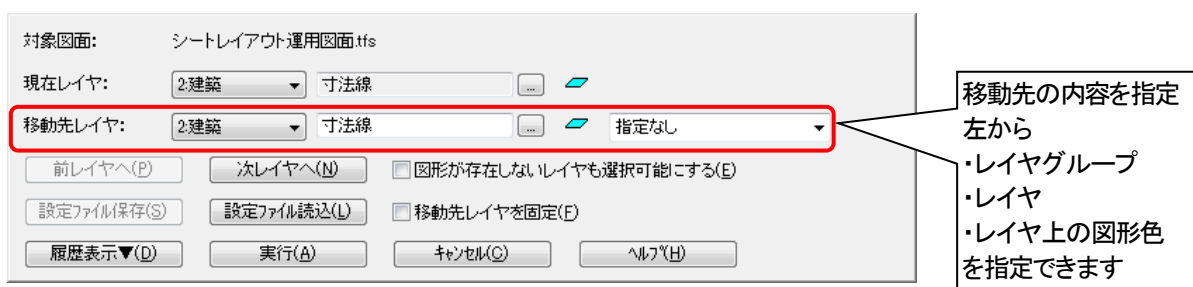 対象図面: シートレイアウト運用図面.tfs
現在レイヤ: 2:建築 寸法線 ...
移動先レイヤ: 2:建築 寸法線 ... 指定なし
前レイヤへ(P) 次レイヤへ(N) 図形が存在しないレイヤも選択可能にする(E)
設定ファイル保存(S) 設定ファイル読込(L) 移動先レイヤを固定(F)
履歴表示▼(D) 実行(A) キャンセル(C) ヘルプ(H)
移動先の内容を指定
左から
・レイヤグループ
・レイヤ
・レイヤ上の図形色
を指定できます